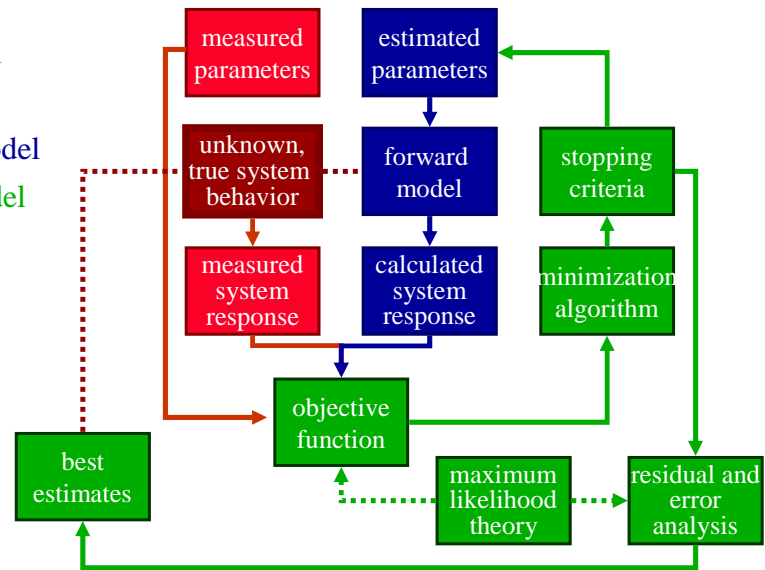 measured
parameters
estimated
parameters
unknown,
true system
behavior
forward
model
stopping
criteria
del
measured
system
response
calculated
system
response
minimization
algorithm
objective
function
best
estimates
maximum
likelihood
theory
residual and
error
analysis